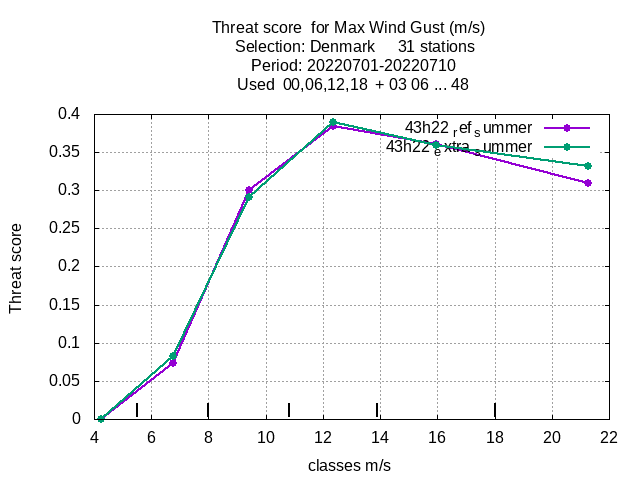 Threat score  for Max Wind Gust (m/s)
Selection: Denmark     31 stations
Period: 20220701-20220710
Used  00,06,12,18  + 03 06 ... 48
43h22_ref_summer
43h22_extra_summer
0.4
0.35
0.3
0.25
0.2
0.15
0.1
0.05
0
Threat score
4 6 8 10 12 14 16 18 20 22
classes m/s